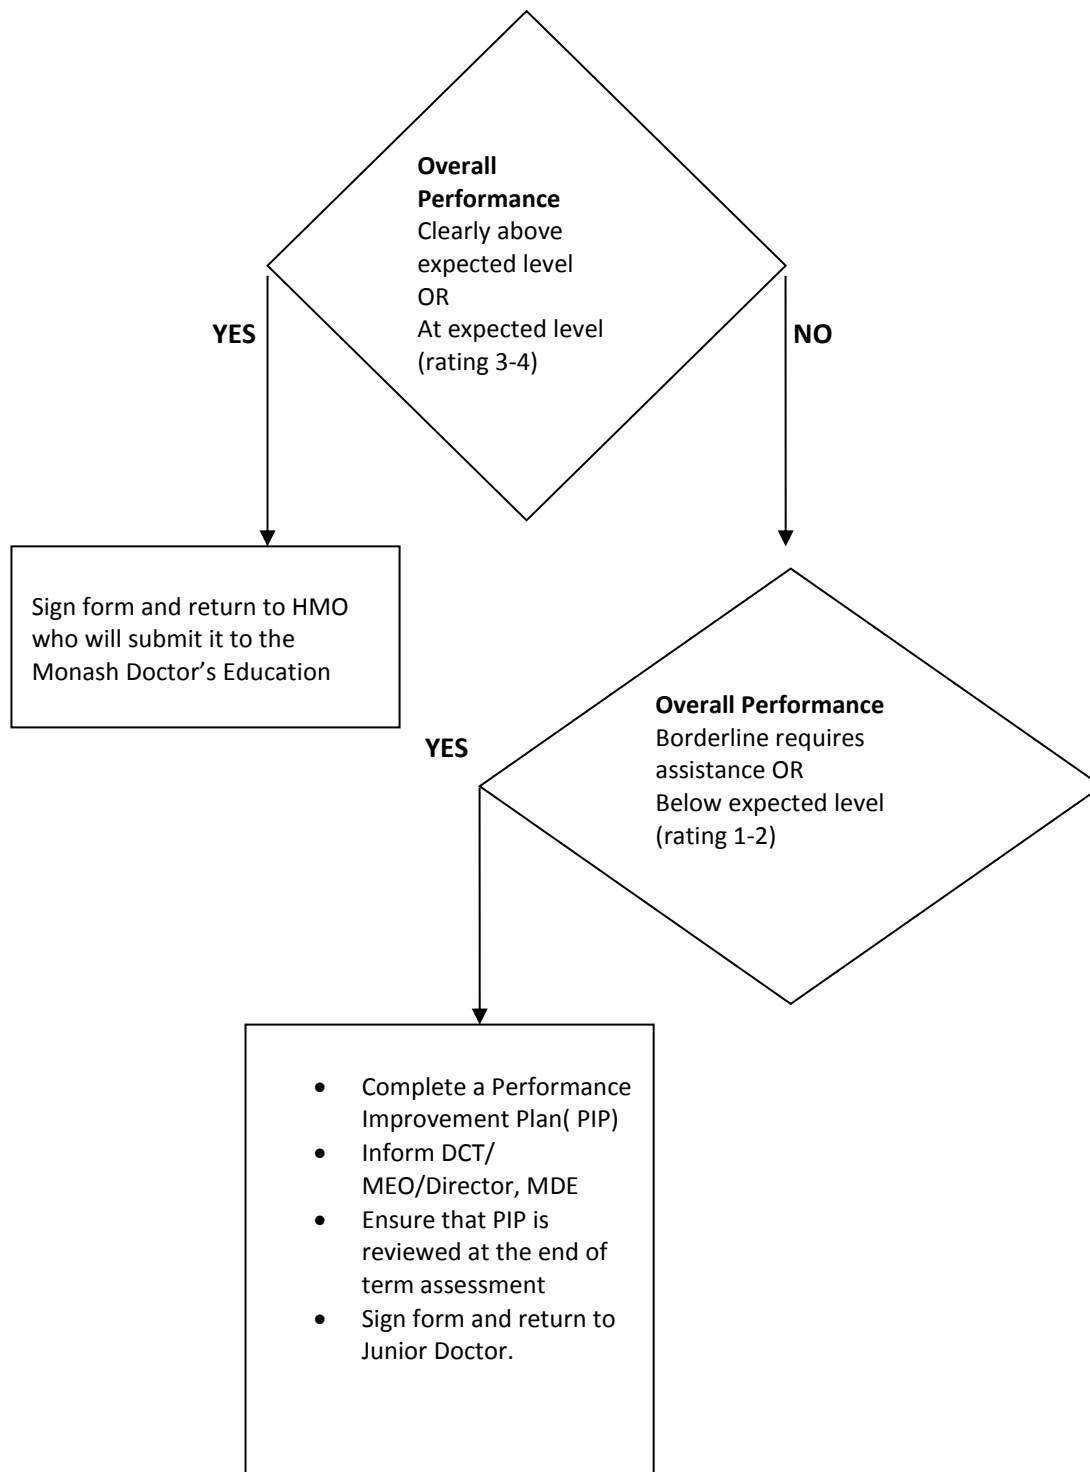 Overall
Performance
Clearly above
expected level
OR
At expected level
(rating 3-4)
YES
NO
Sign form and return to HMO
who will submit it to the
Monash Doctor’s Education
Overall Performance
Borderline requires
assistance OR
Below expected level
(rating 1-2)
YES
• Complete a Performance
Improvement Plan( PIP)
• Inform DCT/
MEO/Director, MDE
• Ensure that PIP is
reviewed at the end of
term assessment
• Sign form and return to
Junior Doctor.